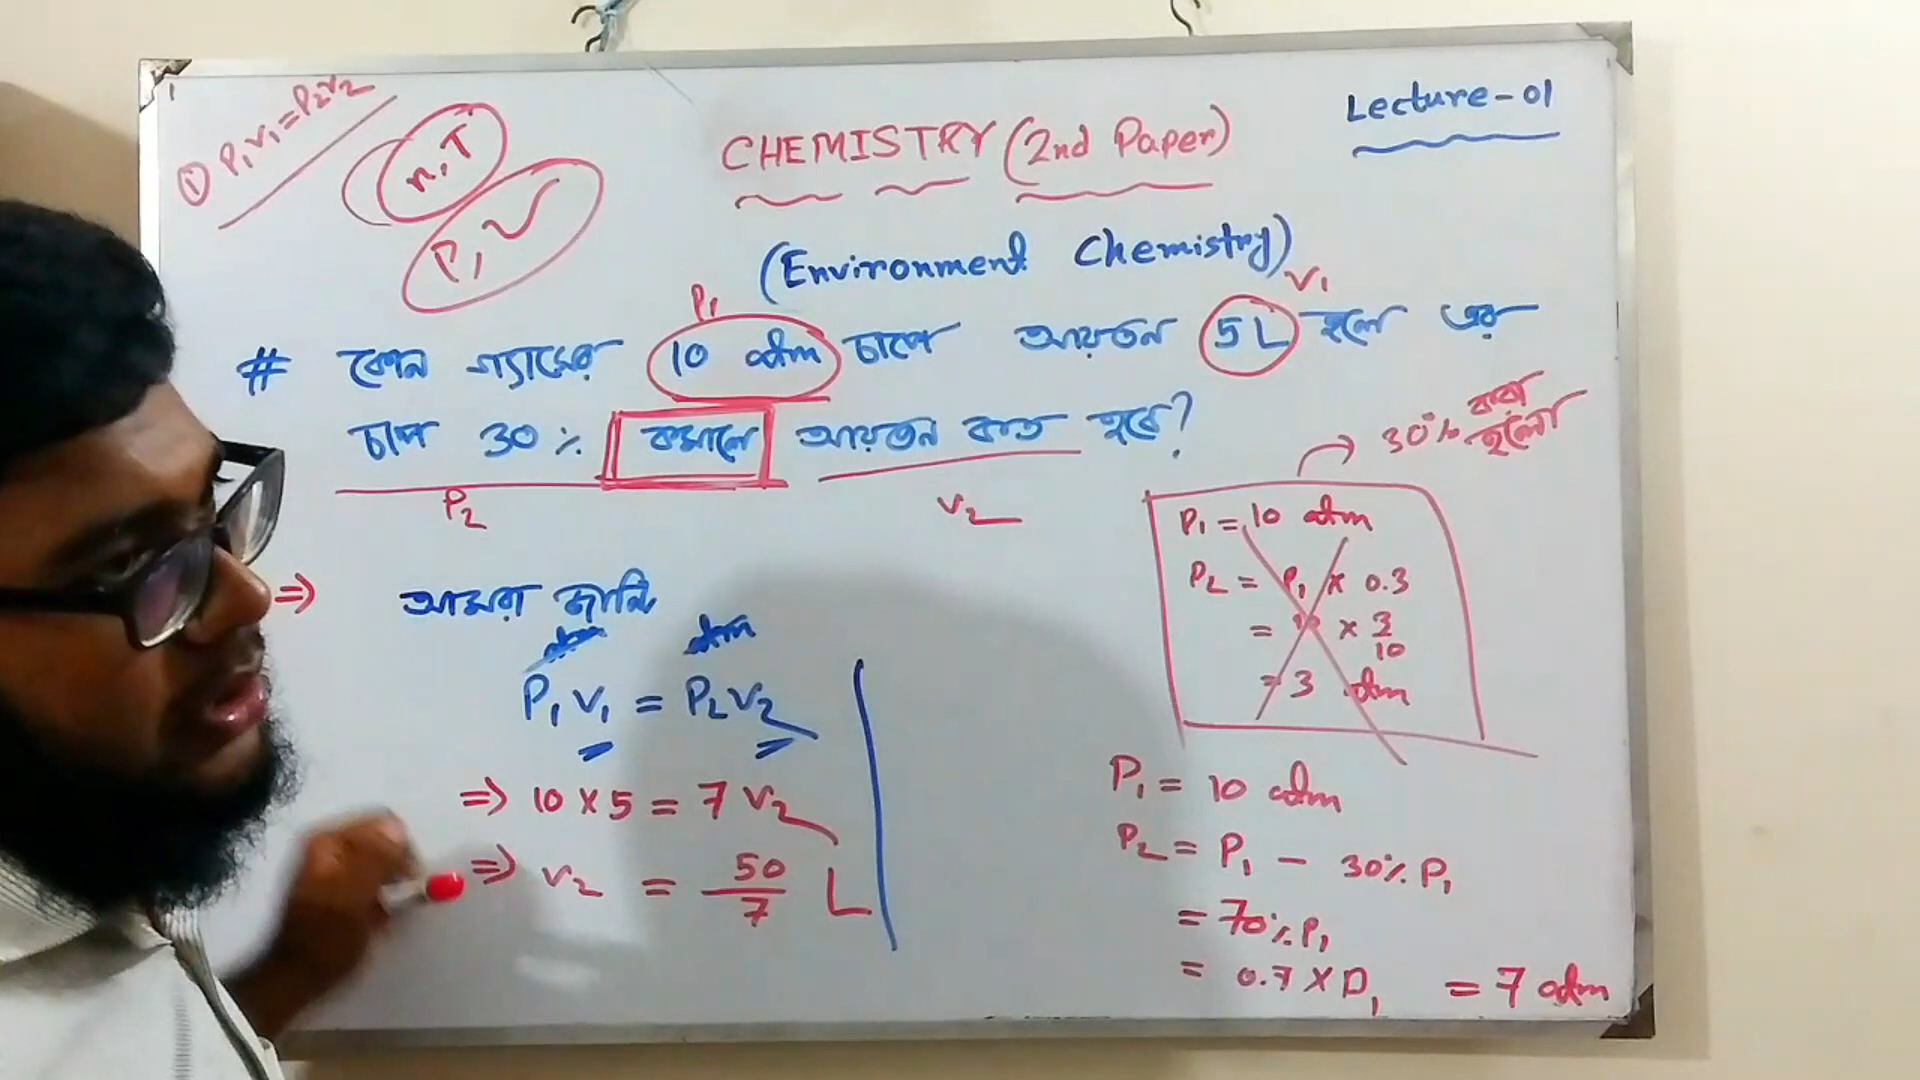 ① P₁V₁=P₂V₂
n, T
P, V
CHEMISTRY (2nd Paper)
Lecture-01
(Environment Chemistry)
P₁
V₁
# কোন গ্যাসের 10 atm চাপে আয়তন 5 L হলে এর
চাপ 30% কমালে আয়তন কত হবে?
P₂
V₂
30% করা
হলো
P₁ = 10 atm
P₂ = P₁ × 0.3
= 10 × 3/10
= 3 atm
⇒ আমরা জানি
atm atm
P₁V₁ = P₂V₂
⇒ 10 × 5 = 7 V₂
⇒ V₂ = 50/7 L
P₁ = 10 atm
P₂ = P₁ − 30% P₁
= 70% P₁
= 0.7 × P₁ = 7 atm